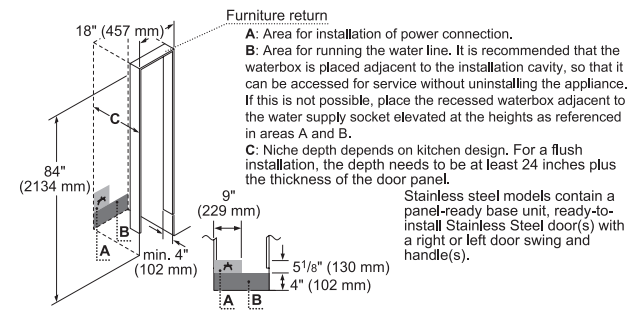 Furniture return
18" (457 mm)
A: Area for installation of power connection.
B: Area for running the water line. It is recommended that the
waterbox is placed adjacent to the installation cavity, so that it
can be accessed for service without uninstalling the appliance.
If this is not possible, place the recessed waterbox adjacent to
the water supply socket elevated at the heights as referenced
in areas A and B.
C: Niche depth depends on kitchen design. For a flush
installation, the depth needs to be at least 24 inches plus
the thickness of the door panel.
C
84"
(2134 mm)
A
B
min. 4"
(102 mm)
9"
(229 mm)
5 1/8" (130 mm)
4" (102 mm)
A
B
Stainless steel models contain a
panel-ready base unit, ready-to-
install Stainless Steel door(s) with
a right or left door swing and
handle(s).